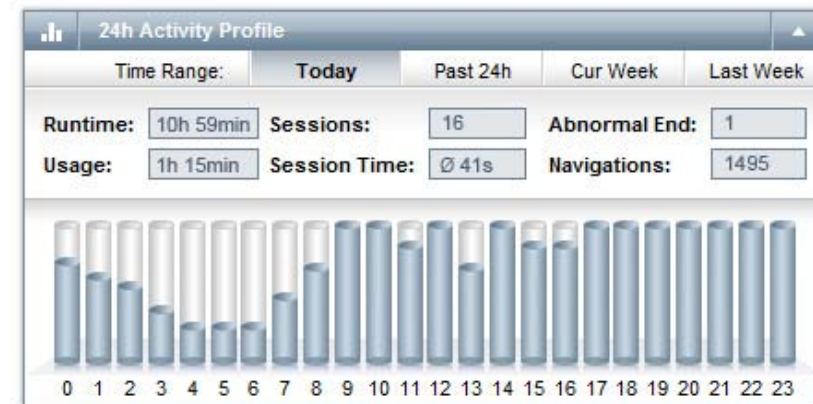 24h Activity Profile
Time Range: Today Past 24h Cur Week Last Week
Runtime: 10h 59min Sessions: 16 Abnormal End: 1
Usage: 1h 15min Session Time: Ø 41s Navigations: 1495
0 1 2 3 4 5 6 7 8 9 10 11 12 13 14 15 16 17 18 19 20 21 22 23